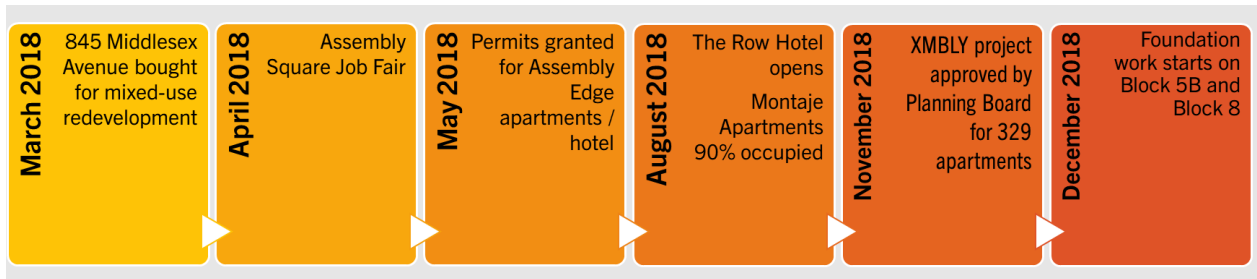 March 2018
845 Middlesex
Avenue bought
for mixed-use
redevelopment
April 2018
Assembly
Square Job Fair
May 2018
Permits granted
for Assembly
Edge
apartments /
hotel
August 2018
The Row Hotel
opens
Montaje
Apartments
90% occupied
November 2018
XMBLY project
approved by
Planning Board
for 329
apartments
December 2018
Foundation
work starts on
Block 5B and
Block 8